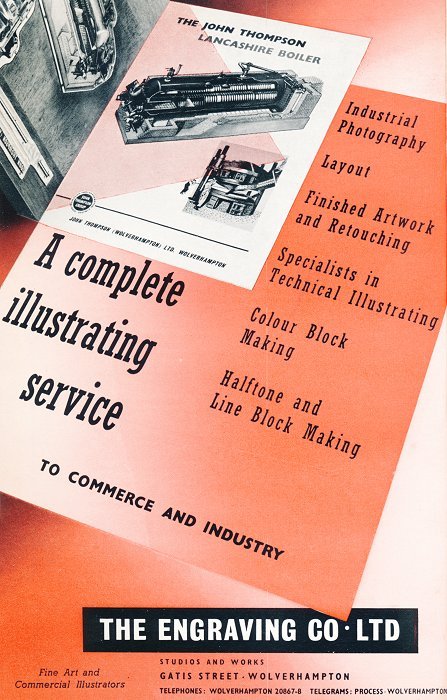 THE JOHN THOMPSON
LANCASHIRE BOILER
JOHN THOMPSON (WOLVERHAMPTON) LTD. WOLVERHAMPTON
Industrial
Photography
Layout
Finished Artwork
and Retouching
Specialists in
Technical Illustrating
Colour Block
Making
Halftone and
Line Block Making
A complete
illustrating
service
TO COMMERCE AND INDUSTRY
THE ENGRAVING CO · LTD
Fine Art and
Commercial Illustrators
STUDIOS AND WORKS
GATIS STREET · WOLVERHAMPTON
TELEPHONES: WOLVERHAMPTON 20867-8 TELEGRAMS: PROCESS · WOLVERHAMPTON